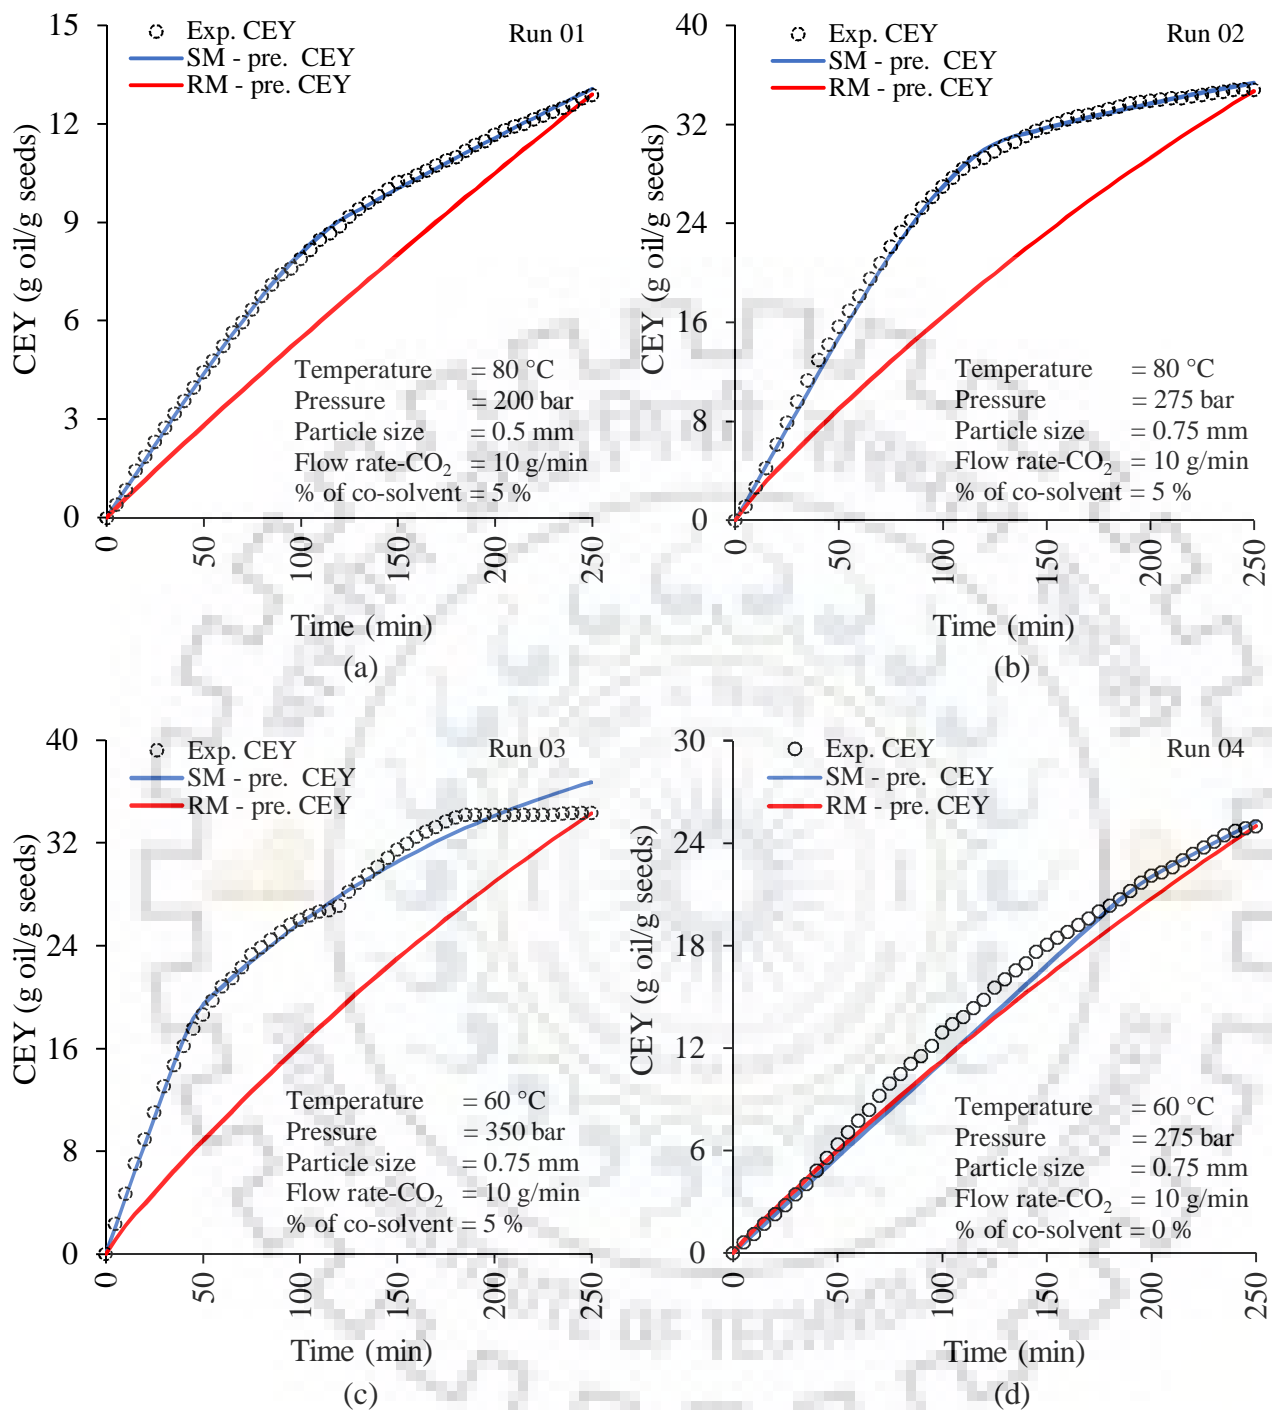 15
12
9
6
3
0
CEY (g oil/g seeds)
Exp. CEY
SM - pre. CEY
RM - pre. CEY
Run 01
Temperature = 80 °C
Pressure = 200 bar
Particle size = 0.5 mm
Flow rate-CO₂ = 10 g/min
% of co-solvent = 5 %
0 50 100 150 200 250
Time (min)
(a)
40
32
24
16
8
0
CEY (g oil/g seeds)
Exp. CEY
SM - pre. CEY
RM - pre. CEY
Run 02
Temperature = 80 °C
Pressure = 275 bar
Particle size = 0.75 mm
Flow rate-CO₂ = 10 g/min
% of co-solvent = 5 %
0 50 100 150 200 250
Time (min)
(b)
40
32
24
16
8
0
CEY (g oil/g seeds)
Exp. CEY
SM - pre. CEY
RM - pre. CEY
Run 03
Temperature = 60 °C
Pressure = 350 bar
Particle size = 0.75 mm
Flow rate-CO₂ = 10 g/min
% of co-solvent = 5 %
0 50 100 150 200 250
Time (min)
(c)
30
24
18
12
6
0
CEY (g oil/g seeds)
Exp. CEY
SM - pre. CEY
RM - pre. CEY
Run 04
Temperature = 60 °C
Pressure = 275 bar
Particle size = 0.75 mm
Flow rate-CO₂ = 10 g/min
% of co-solvent = 0 %
0 50 100 150 200 250
Time (min)
(d)